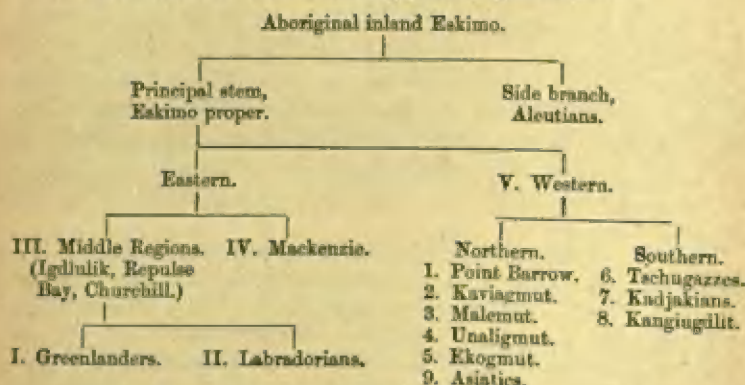 Aboriginal inland Eskimo.
Principal stem,
Eskimo proper.
Side branch,
Aleutians.
Eastern.
V. Western.
III. Middle Regions.
(Igdlulik, Repulse
Bay, Churchill.)
IV. Mackenzie.
I. Greenlanders.
II. Labradorians.
Northern.
1. Point Barrow.
2. Kaviagmut.
3. Malemut.
4. Unaligmut.
5. Ekogmut.
9. Asiatics.
Southern.
6. Tschugazzes.
7. Kadjakians.
8. Kangiugdlit.